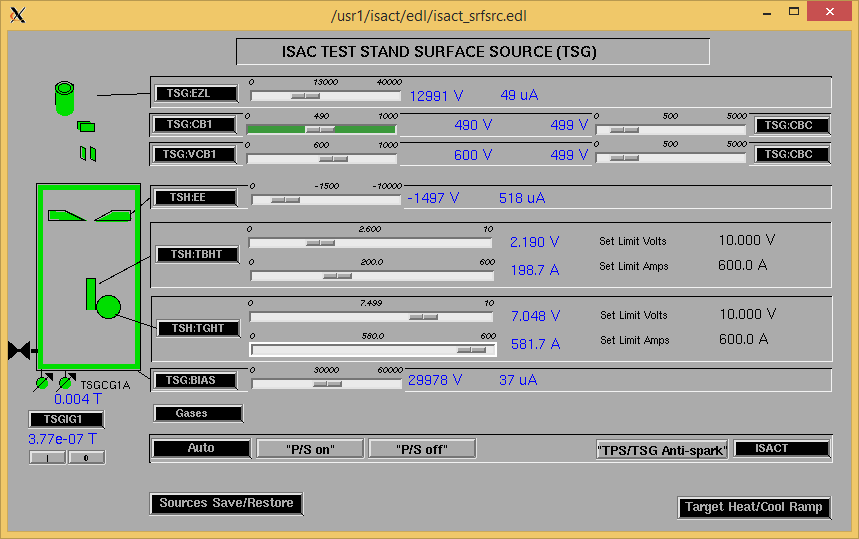 /usr1/isact/edl/isact_srfsrc.edl
ISAC TEST STAND SURFACE SOURCE (TSG)
0 13000 40000
TSG:EZL 12991 V 49 uA
0 490 1000 0 500 5000
TSG:CB1 490 V 499 V TSG:CBC
0 600 1000 0 500 5000
TSG:VCB1 600 V 499 V TSG:CBC
0 -1500 -10000
TSH:EE -1497 V 518 uA
0 2.600 10
2.190 V Set Limit Volts 10.000 V
TSH:TBHT
0 200.0 600
198.7 A Set Limit Amps 600.0 A
0 7.499 10
7.048 V Set Limit Volts 10.000 V
TSH:TGHT
0 580.0 600
581.7 A Set Limit Amps 600.0 A
0 30000 60000
TSG:BIAS 29978 V 37 uA
TSGCG1A
0.004 T
Gases
TSGIG1
3.77e-07 T
I 0
Auto "P/S on" "P/S off" "TPS/TSG Anti-spark" ISACT
Sources Save/Restore
Target Heat/Cool Ramp